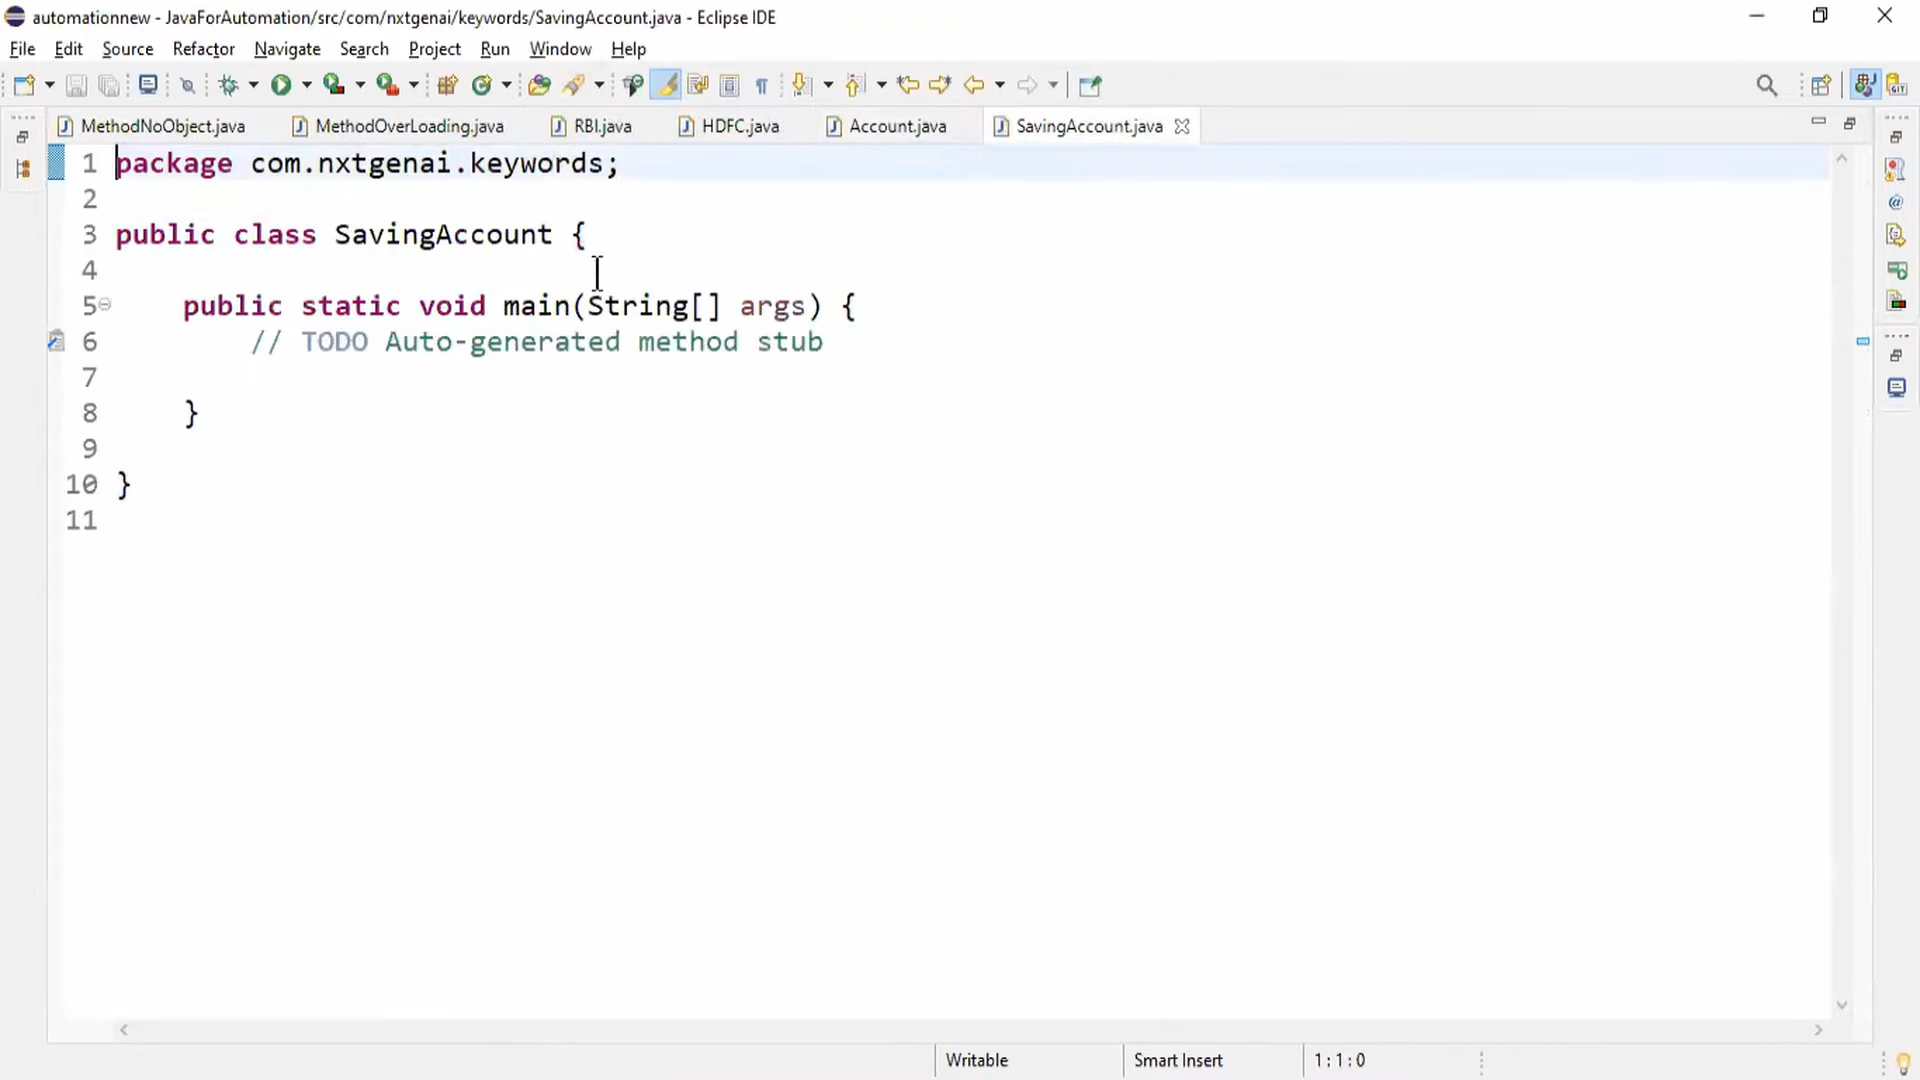 automationnew - JavaForAutomation/src/com/nxtgenai/keywords/SavingAccount.java - Eclipse IDE
File Edit Source Refactor Navigate Search Project Run Window Help
MethodNoObject.java MethodOverLoading.java RBI.java HDFC.java Account.java SavingAccount.java
1 package com.nxtgenai.keywords;
2
3 public class SavingAccount {
4
5 public static void main(String[] args) {
6 // TODO Auto-generated method stub
7
8 }
9
10 }
11
Writable Smart Insert 1 : 1 : 0